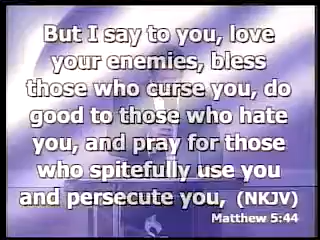 But I say to you, love
your enemies, bless
those who curse you, do
good to those who hate
you, and pray for those
who spitefully use you
and persecute you, (NKJV)
Matthew 5:44